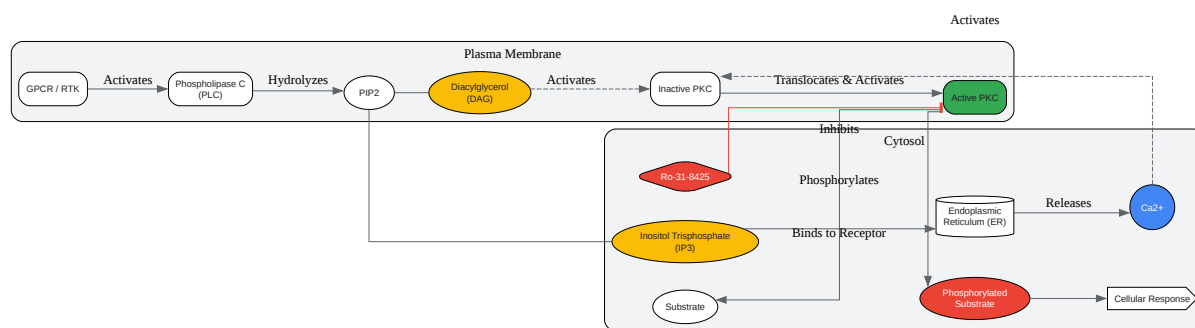 Activates
Plasma Membrane
GPCR / RTK
Activates
Phospholipase C
(PLC)
Hydrolyzes
PIP2
Diacylglycerol
(DAG)
Activates
Inactive PKC
Translocates & Activates
Active PKC
Inhibits
Cytosol
Ro-31-8425
Phosphorylates
Inositol Trisphosphate
(IP3)
Binds to Receptor
Endoplasmic
Reticulum (ER)
Releases
Ca2+
Substrate
Phosphorylated
Substrate
Cellular Response